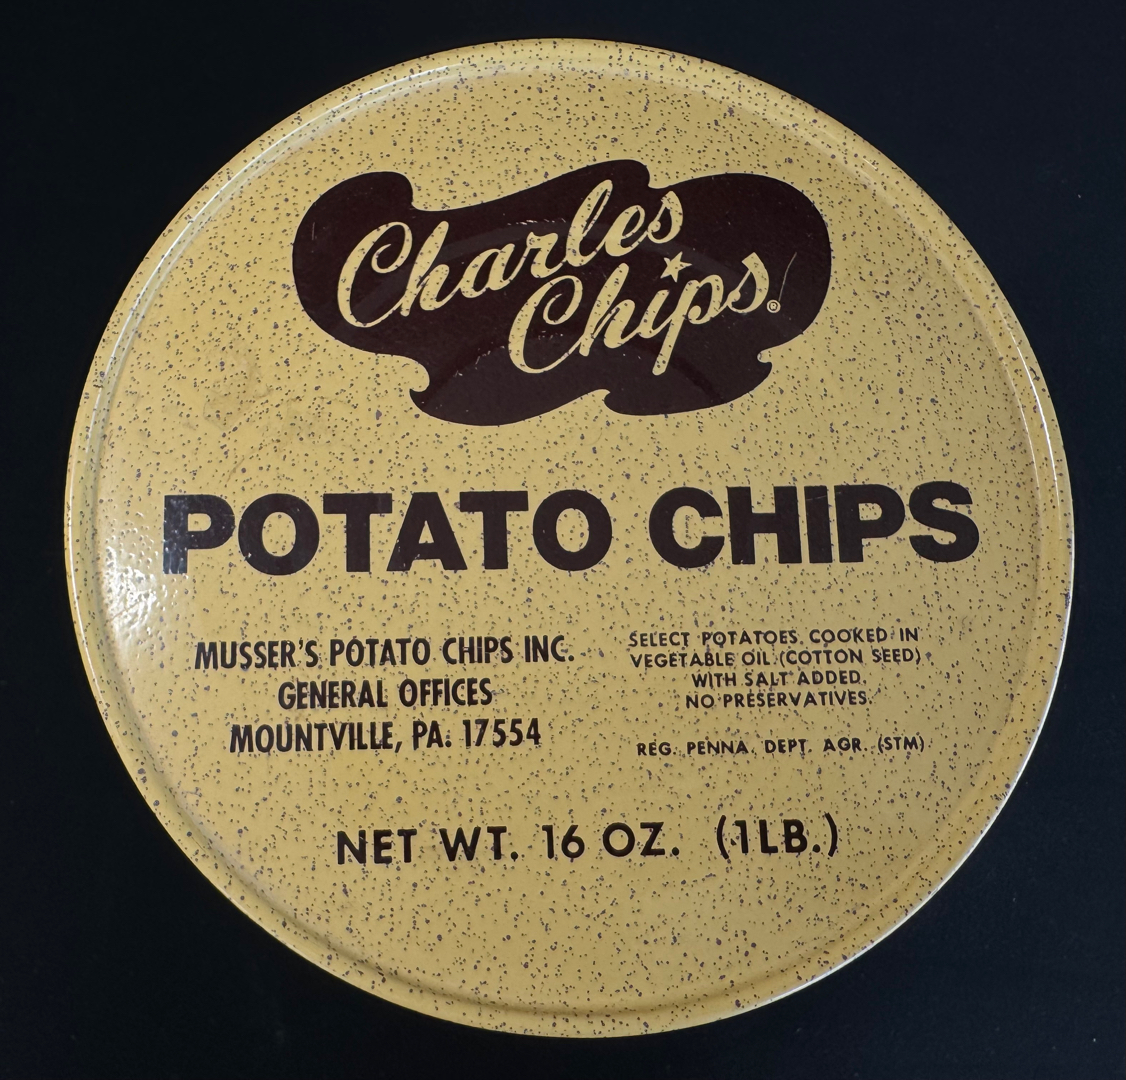 Charles
Chips®
POTATO CHIPS
MUSSER'S POTATO CHIPS INC.
GENERAL OFFICES
MOUNTVILLE, PA. 17554
SELECT POTATOES COOKED IN
VEGETABLE OIL (COTTON SEED)
WITH SALT ADDED.
NO PRESERVATIVES.
REG. PENNA. DEPT. AGR. (STM)
NET WT. 16 OZ. (1LB.)